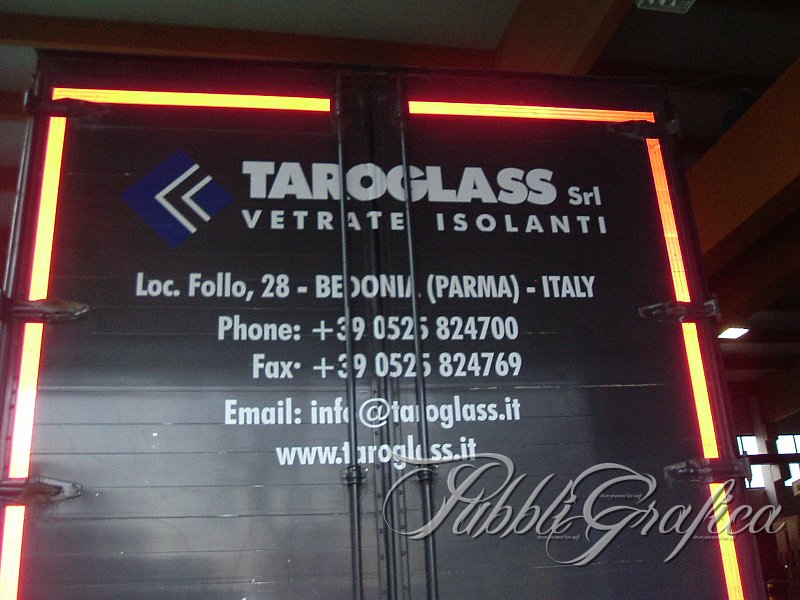 TAROGLASS Srl
VETRATE ISOLANTI
Loc. Follo, 28 - BEDONIA (PARMA) - ITALY
Phone: +39 0525 824700
Fax: +39 0525 824769
Email: info@taroglass.it
www.taroglass.it
PubbliGrafica